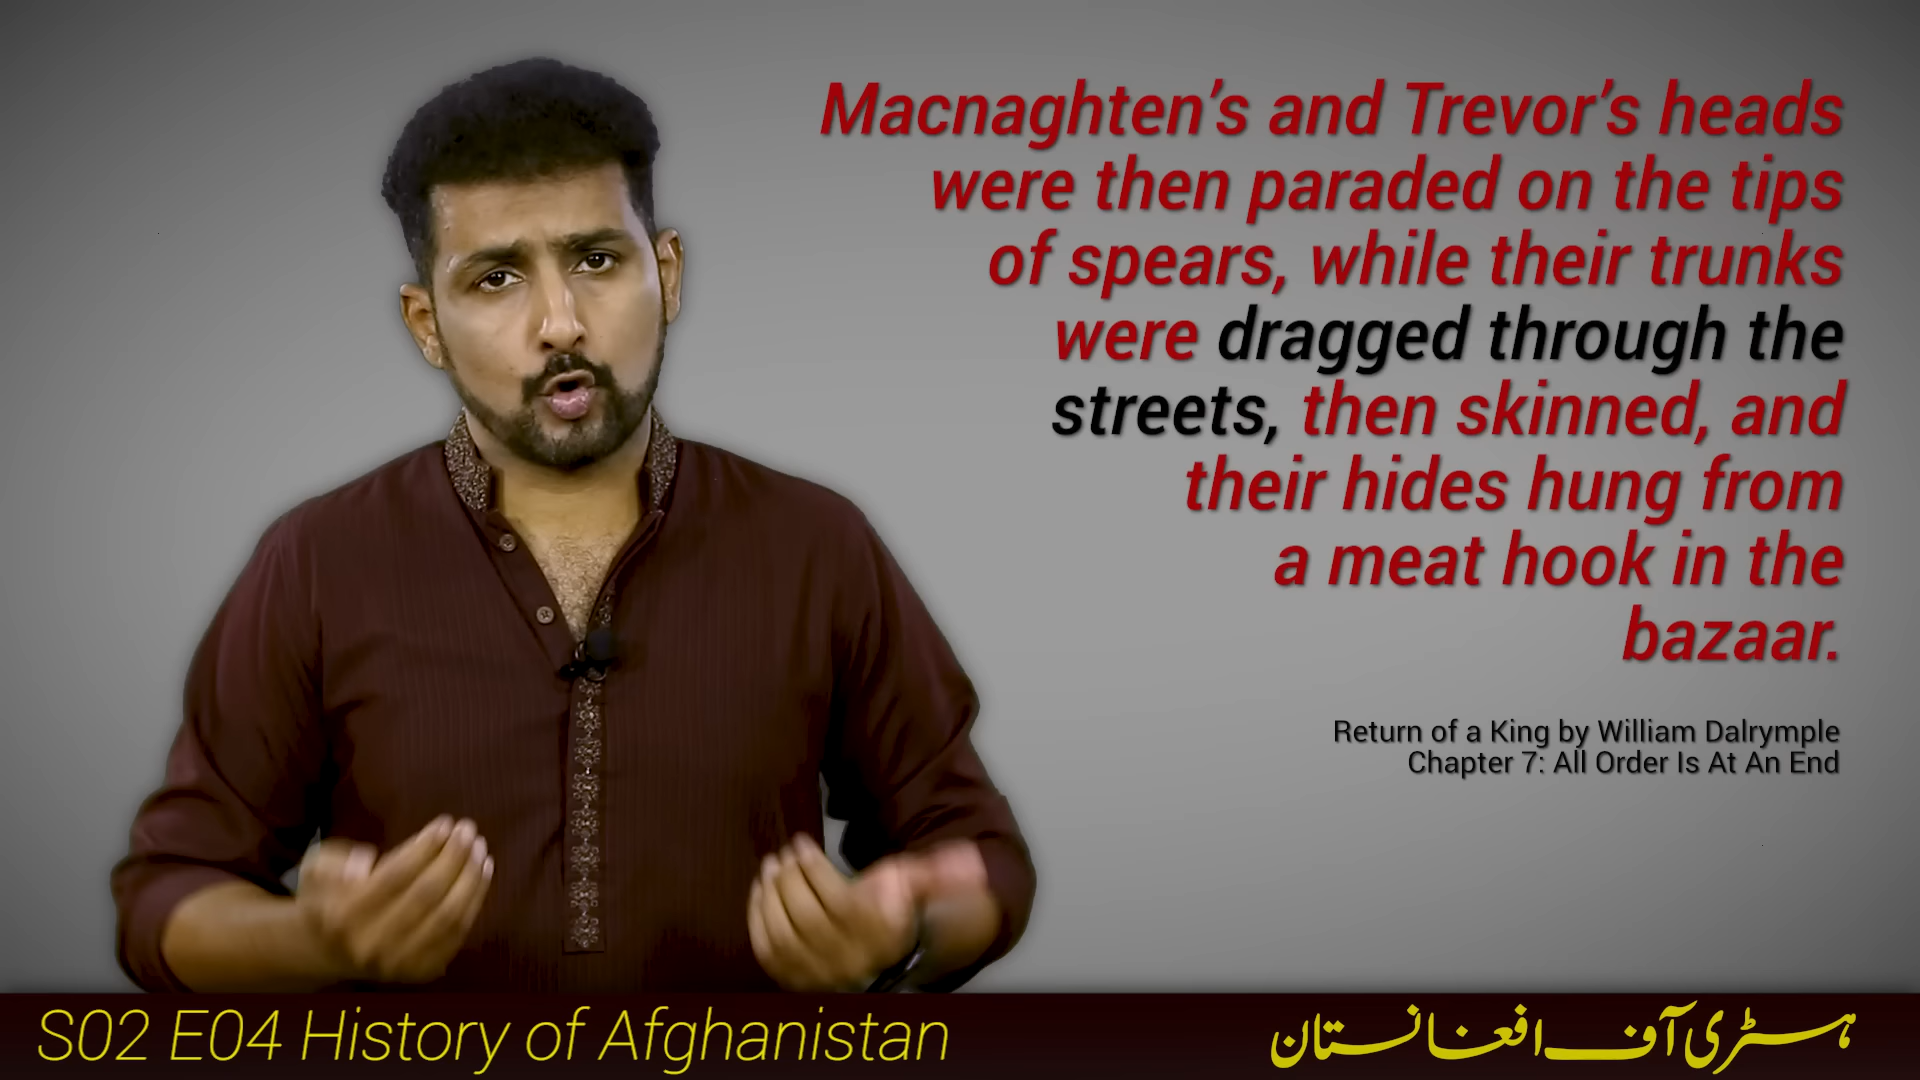 Macnaghten’s and Trevor’s heads
were then paraded on the tips
of spears, while their trunks
were dragged through the
streets, then skinned, and
their hides hung from
a meat hook in the
bazaar.
Return of a King by William Dalrymple
Chapter 7: All Order Is At An End
S02 E04 History of Afghanistan
ہسٹری آف افغانستان